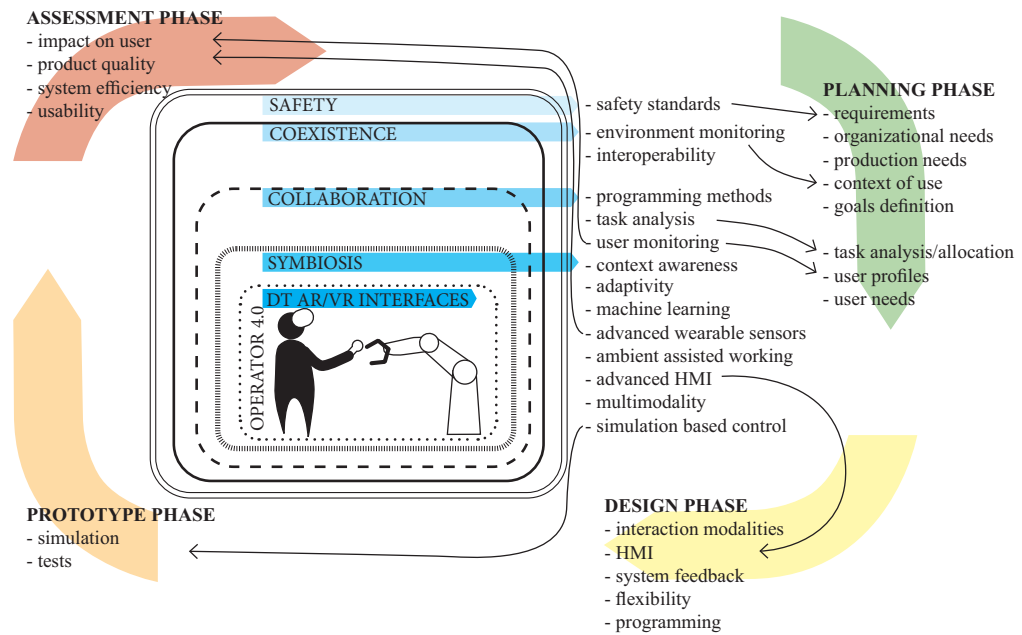 ASSESSMENT PHASE
- impact on user
- product quality
- system efficiency
- usability
SAFETY
COEXISTENCE
COLLABORATION
SYMBIOSIS
DT AR/VR INTERFACES
OPERATOR 4.0
- safety standards
- environment monitoring
- interoperability
- programming methods
- task analysis
- user monitoring
- context awareness
- adaptivity
- machine learning
- advanced wearable sensors
- ambient assisted working
- advanced HMI
- multimodality
- simulation based control
PLANNING PHASE
- requirements
- organizational needs
- production needs
- context of use
- goals definition
- task analysis/allocation
- user profiles
- user needs
PROTOTYPE PHASE
- simulation
- tests
DESIGN PHASE
- interaction modalities
- HMI
- system feedback
- flexibility
- programming